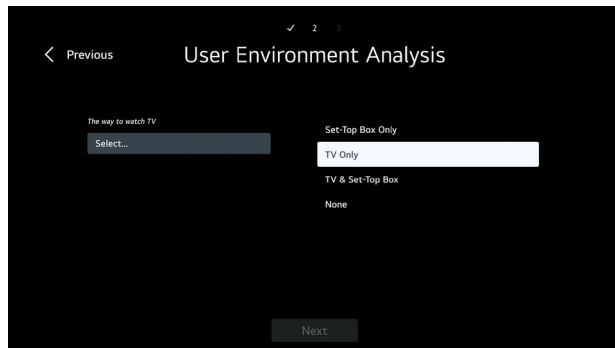 ✓ 2 3
Previous
User Environment Analysis
The way to watch TV
Select...
Set-Top Box Only
TV Only
TV & Set-Top Box
None
Next